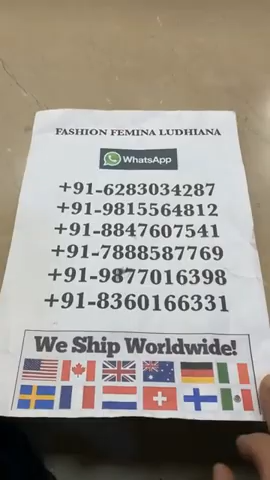 FASHION FEMINA LUDHIANA
WhatsApp
+91-6283034287
+91-9815564812
+91-8847607541
+91-7888587769
+91-9877016398
+91-8360166331
We Ship Worldwide!